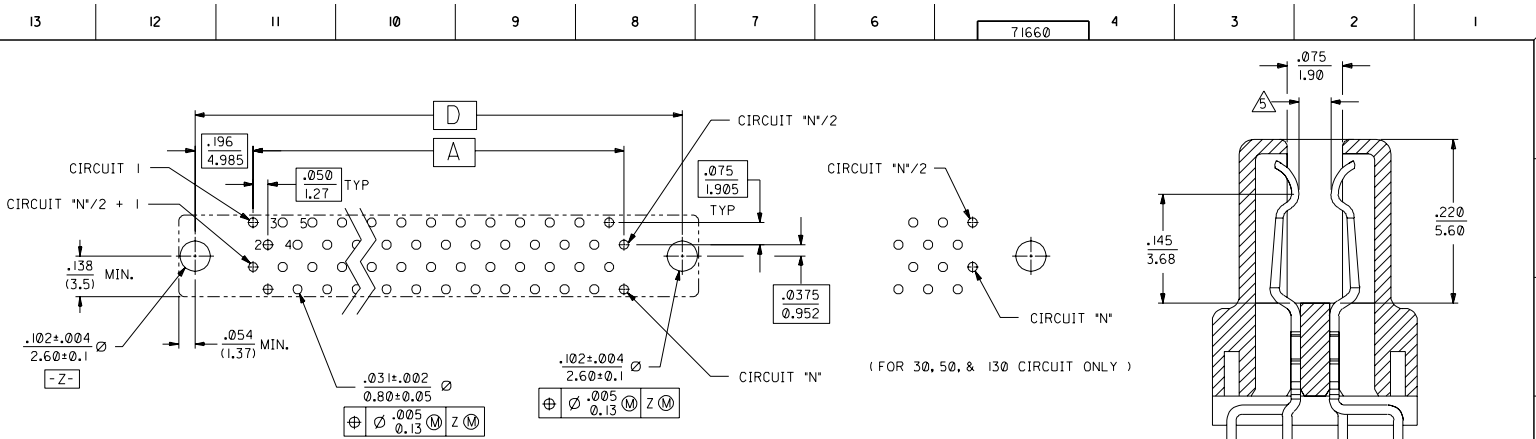 13 12 11 10 9 8 7 6 4 3 2 1
71660
.075
1.90
5
D
CIRCUIT "N"/2
.196
4.985
A
CIRCUIT 1
.050
1.27 TYP
.075
1.905
TYP
CIRCUIT "N"/2
CIRCUIT "N"/2 + 1
3 5
2 4
.220
5.60
.145
3.68
.138
(3.5) MIN.
.0375
0.952
CIRCUIT "N"
.054
(1.37) MIN.
.102±.004
2.60±0.1 Ø
-Z-
.102±.004
2.60±0.1 Ø
(FOR 30, 50, & 130 CIRCUIT ONLY )
CIRCUIT "N"
.031±.002
0.80±0.05 Ø
⌖ Ø .005
0.13 Ⓜ Z Ⓜ
⌖ Ø .005
0.13 Ⓜ Z Ⓜ